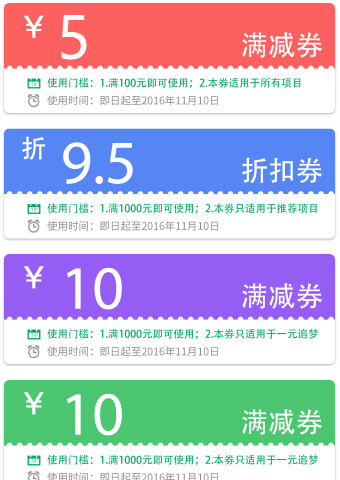 ¥ 5 满减券
使用门槛：1.满100元即可使用；2.本券适用于所有项目
使用时间：即日起至2016年11月10日
折 9.5 折扣券
使用门槛：1.满1000元即可使用；2.本券只适用于推荐项目
使用时间：即日起至2016年11月10日
¥ 10 满减券
使用门槛：1.满1000元即可使用；2.本券只适用于一元追梦
使用时间：即日起至2016年11月10日
¥ 10 满减券
使用门槛：1.满1000元即可使用；2.本券只适用于一元追梦
使用时间：即日起至2016年11月10日